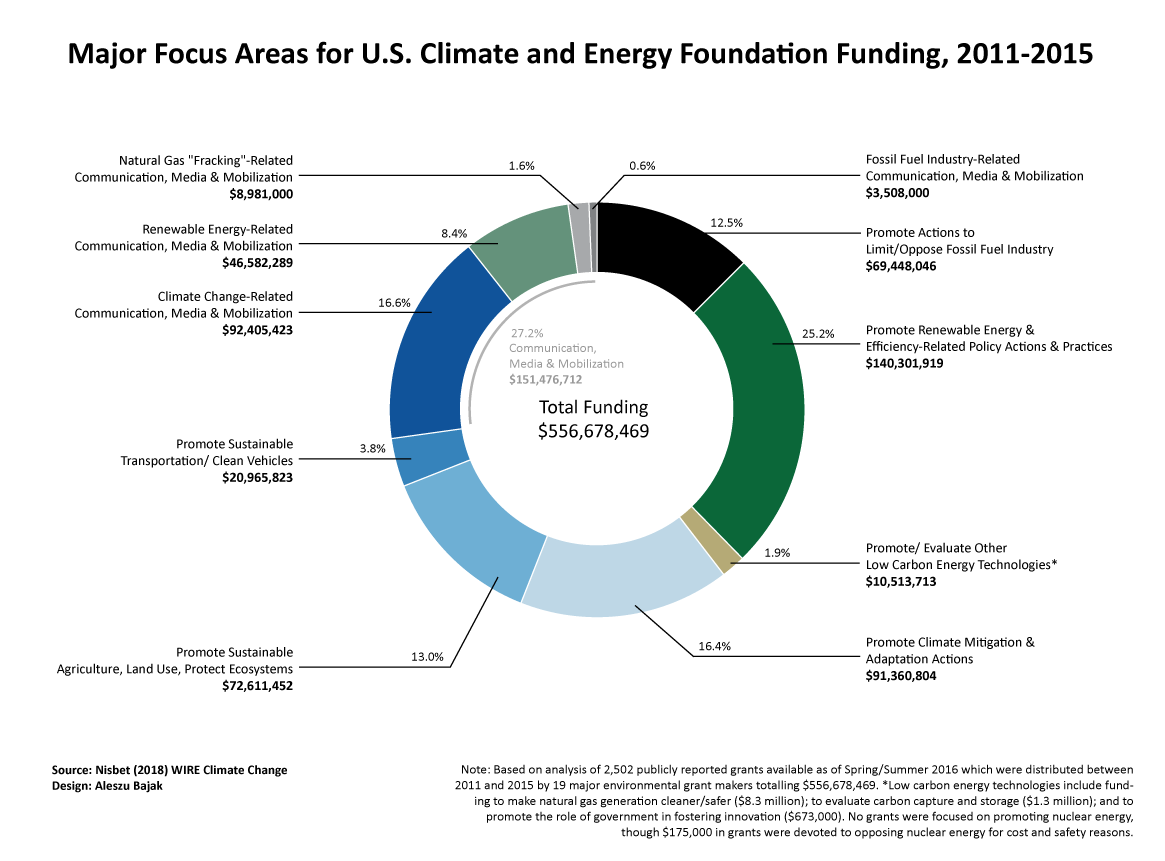 Major Focus Areas for U.S. Climate and Energy Foundation Funding, 2011-2015
Natural Gas "Fracking"-Related
Communication, Media & Mobilization
$8,981,000
1.6%
0.6%
Fossil Fuel Industry-Related
Communication, Media & Mobilization
$3,508,000
Renewable Energy-Related
Communication, Media & Mobilization
$46,582,289
8.4%
12.5%
Promote Actions to
Limit/Oppose Fossil Fuel Industry
$69,448,046
Climate Change-Related
Communication, Media & Mobilization
$92,405,423
16.6%
25.2%
Promote Renewable Energy &
Efficiency-Related Policy Actions & Practices
$140,301,919
27.2%
Communication,
Media & Mobilization
$151,476,712
Total Funding
$556,678,469
Promote Sustainable
Transportation/ Clean Vehicles
$20,965,823
3.8%
1.9%
Promote/ Evaluate Other
Low Carbon Energy Technologies*
$10,513,713
Promote Sustainable
Agriculture, Land Use, Protect Ecosystems
$72,611,452
13.0%
16.4%
Promote Climate Mitigation &
Adaptation Actions
$91,360,804
Source: Nisbet (2018) WIRE Climate Change
Design: Aleszu Bajak
Note: Based on analysis of 2,502 publicly reported grants available as of Spring/Summer 2016 which were distributed between
2011 and 2015 by 19 major environmental grant makers totalling $556,678,469. *Low carbon energy technologies include fund-
ing to make natural gas generation cleaner/safer ($8.3 million); to evaluate carbon capture and storage ($1.3 million); and to
promote the role of government in fostering innovation ($673,000). No grants were focused on promoting nuclear energy,
though $175,000 in grants were devoted to opposing nuclear energy for cost and safety reasons.